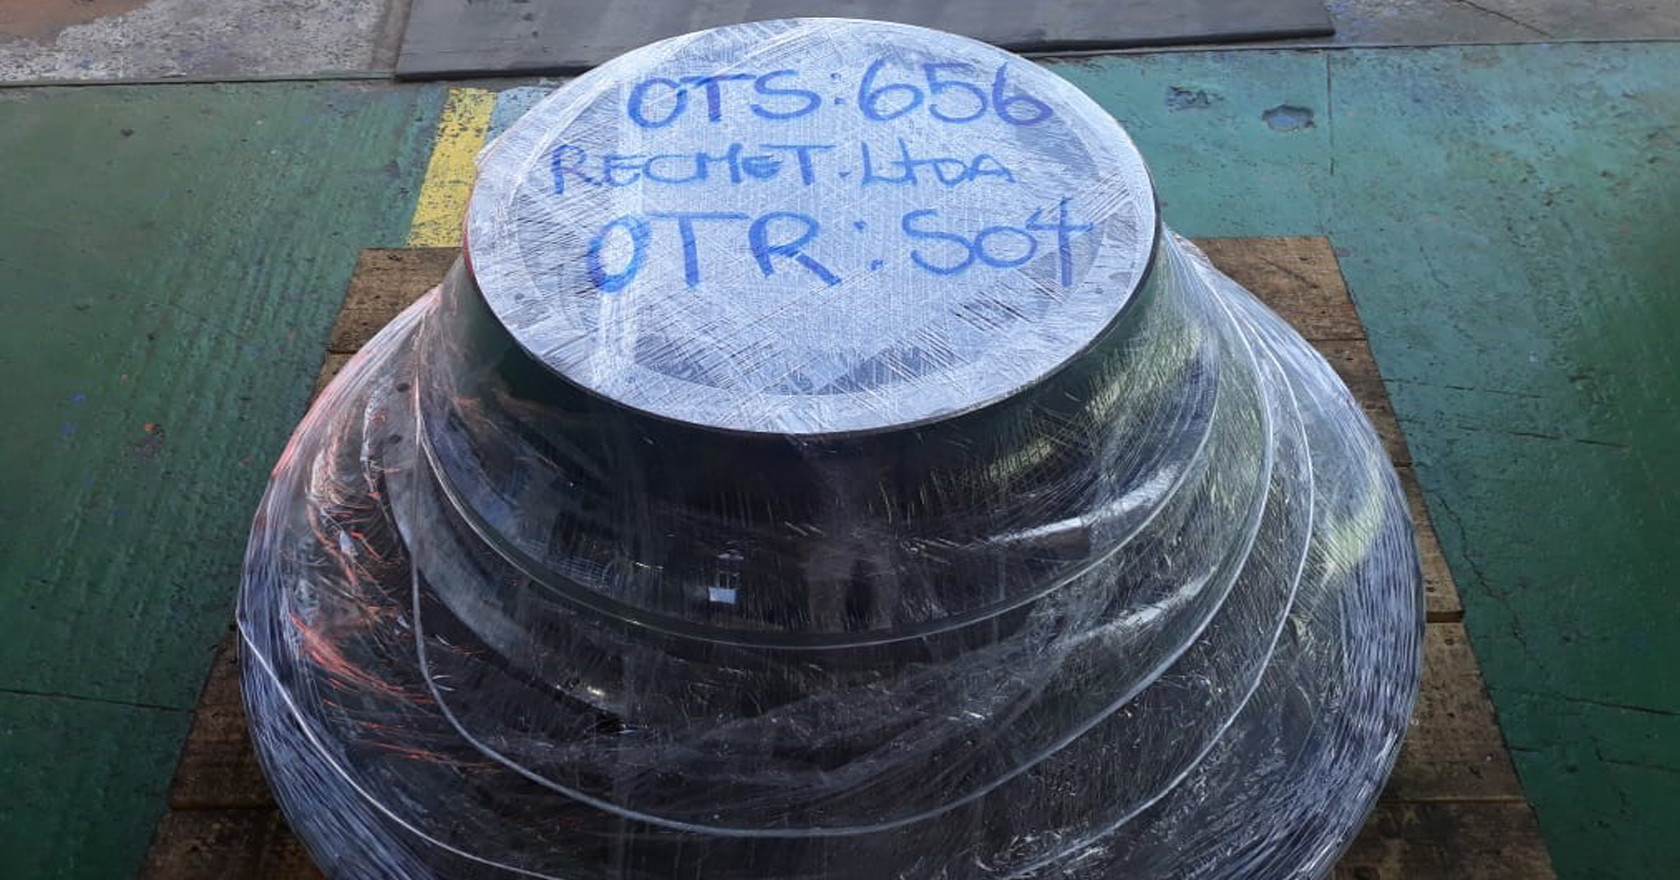 OTS: 656
RECMET. LTDA
OTR: 504